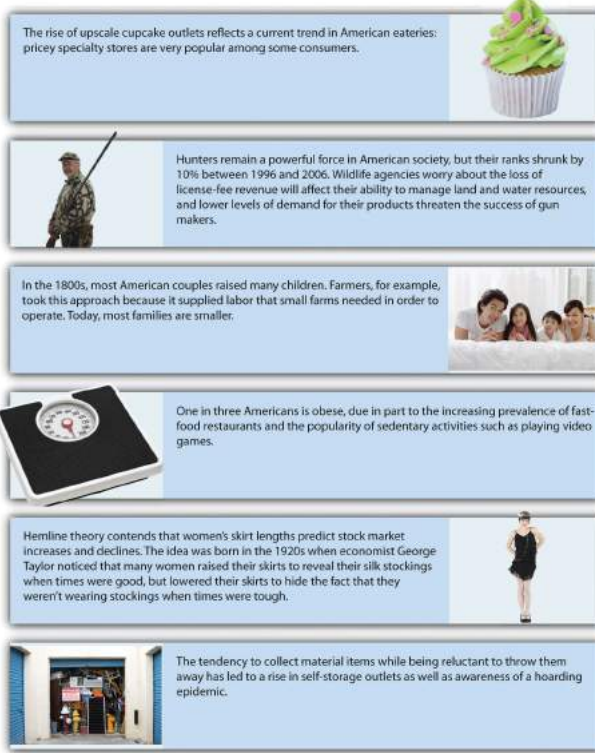 The rise of upscale cupcake outlets reflects a current trend in American eateries:
pricey specialty stores are very popular among some consumers.
Hunters remain a powerful force in American society, but their ranks shrunk by
10% between 1996 and 2006. Wildlife agencies worry about the loss of
license-fee revenue will affect their ability to manage land and water resources,
and lower levels of demand for their products threaten the success of gun
makers.
In the 1800s, most American couples raised many children. Farmers, for example,
took this approach because it supplied labor that small farms needed in order to
operate. Today, most families are smaller.
One in three Americans is obese, due in part to the increasing prevalence of fast-
food restaurants and the popularity of sedentary activities such as playing video
games.
Hemline theory contends that women's skirt lengths predict stock market
increases and declines. The idea was born in the 1920s when economist George
Taylor noticed that many women raised their skirts to reveal their silk stockings
when times were good, but lowered their skirts to hide the fact that they
weren't wearing stockings when times were tough.
The tendency to collect material items while being reluctant to throw them
away has led to a rise in self-storage outlets as well as awareness of a hoarding
epidemic.